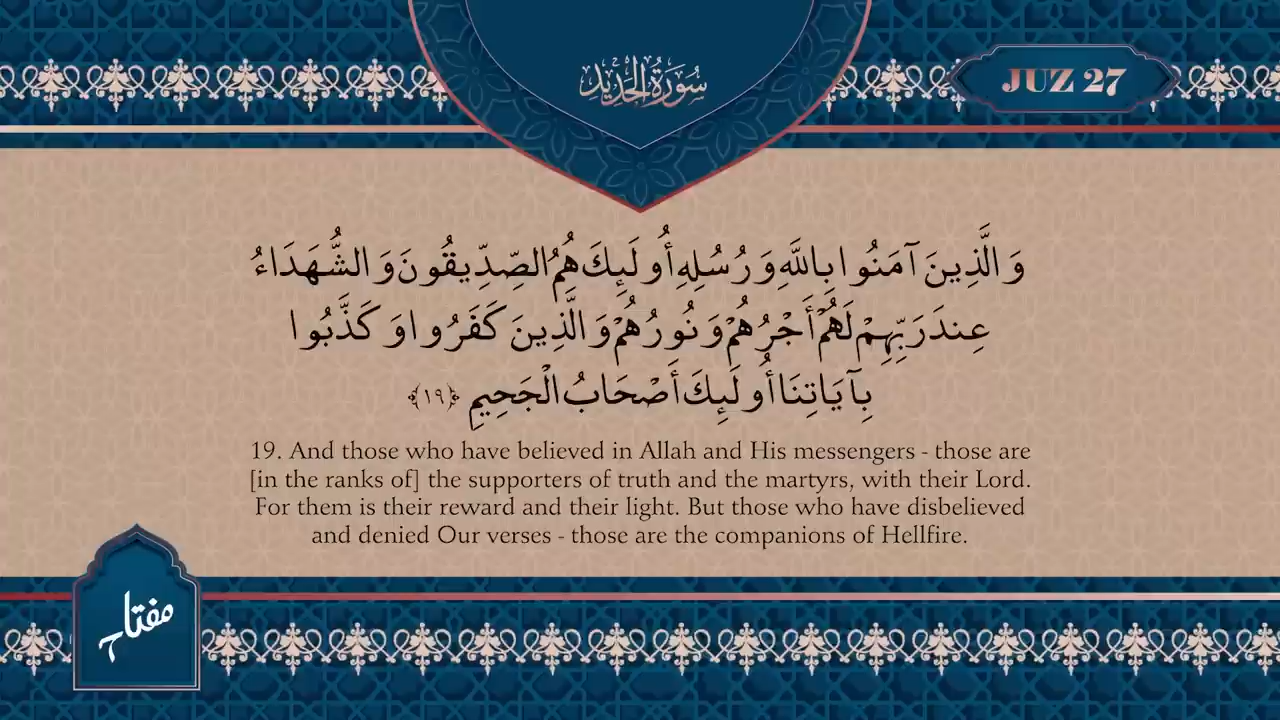 سُورَةُ الْحَدِيدِ
JUZ 27
وَالَّذِينَ آمَنُوا بِاللَّهِ وَرُسُلِهِ أُولَٰئِكَ هُمُ الصِّدِّيقُونَ وَالشُّهَدَاءُ
عِندَ رَبِّهِمْ لَهُمْ أَجْرُهُمْ وَنُورُهُمْ وَالَّذِينَ كَفَرُوا وَكَذَّبُوا
بِآيَاتِنَا أُولَٰئِكَ أَصْحَابُ الْجَحِيمِ ﴿١٩﴾
19. And those who have believed in Allah and His messengers - those are
[in the ranks of] the supporters of truth and the martyrs, with their Lord.
For them is their reward and their light. But those who have disbelieved
and denied Our verses - those are the companions of Hellfire.
مفتاح